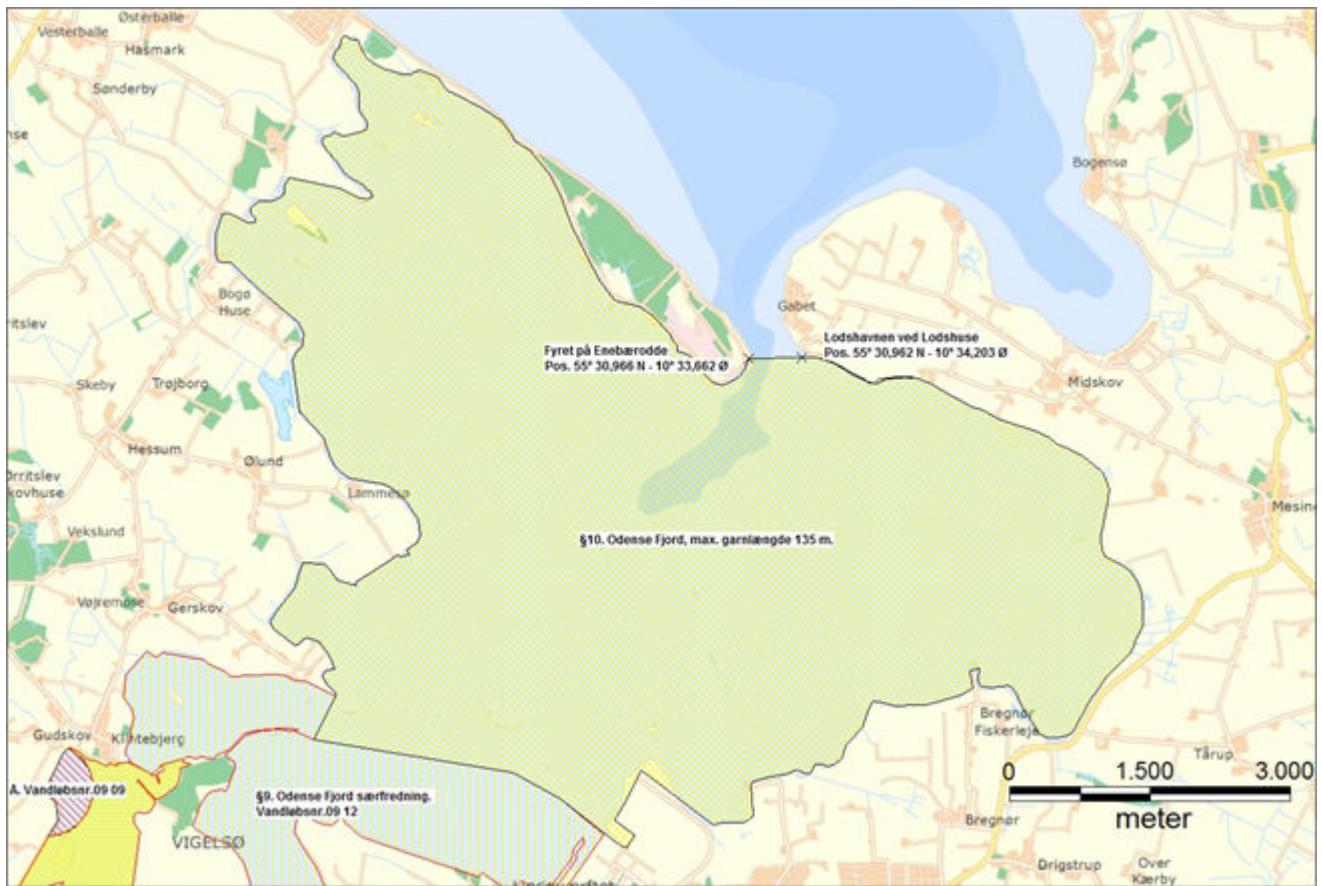 Østerballe
Vesterballe
Hasmark
Sønderby
Bogensø
Bogø
Huse
Gabet
Lodshavnen ved Lodshuse
Pos. 55° 30,962 N - 10° 34,203 Ø
Fyret på Enebærodde
Pos. 55° 30,966 N - 10° 33,662 Ø
Skeby
Trøjborg
Midskov
Hessum
Ølund
Lammesø
Mesing
Vekslund
§10. Odense Fjord, max. garnlængde 135 m.
Vøjremose
Gerskov
Bregnør
Fiskerleje
Gudskov
Klintebjerg
Tårup
0 1.500 3.000
meter
A. Vandløbsnr.09 09
§9. Odense Fjord særfredning.
Vandløbsnr.09 12
VIGELSØ
Bregnør
Drigstrup
Over
Kærby